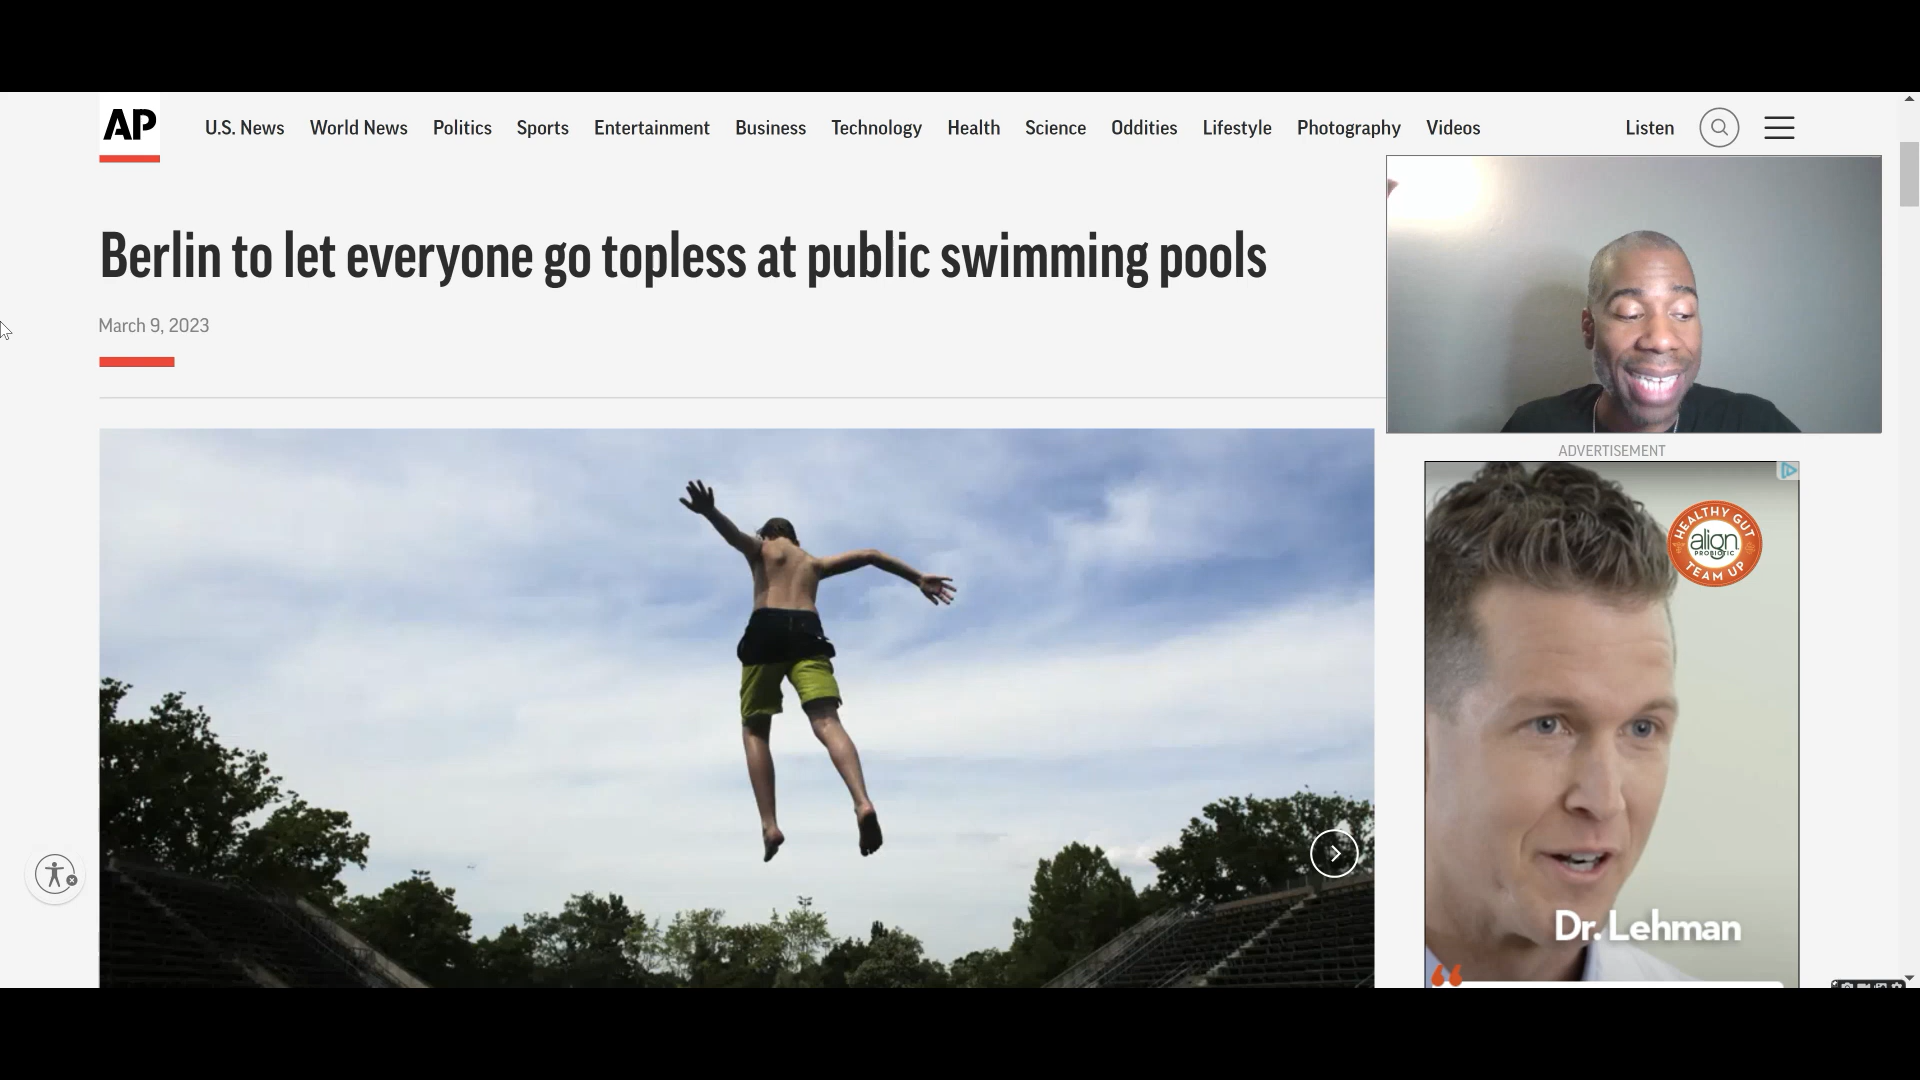 AP
U.S. News World News Politics Sports Entertainment Business Technology Health Science Oddities Lifestyle Photography Videos Listen
Berlin to let everyone go topless at public swimming pools
March 9, 2023
ADVERTISEMENT
HEALTHY GUT
align
PROBIOTIC
TEAM UP
Dr. Lehman
“